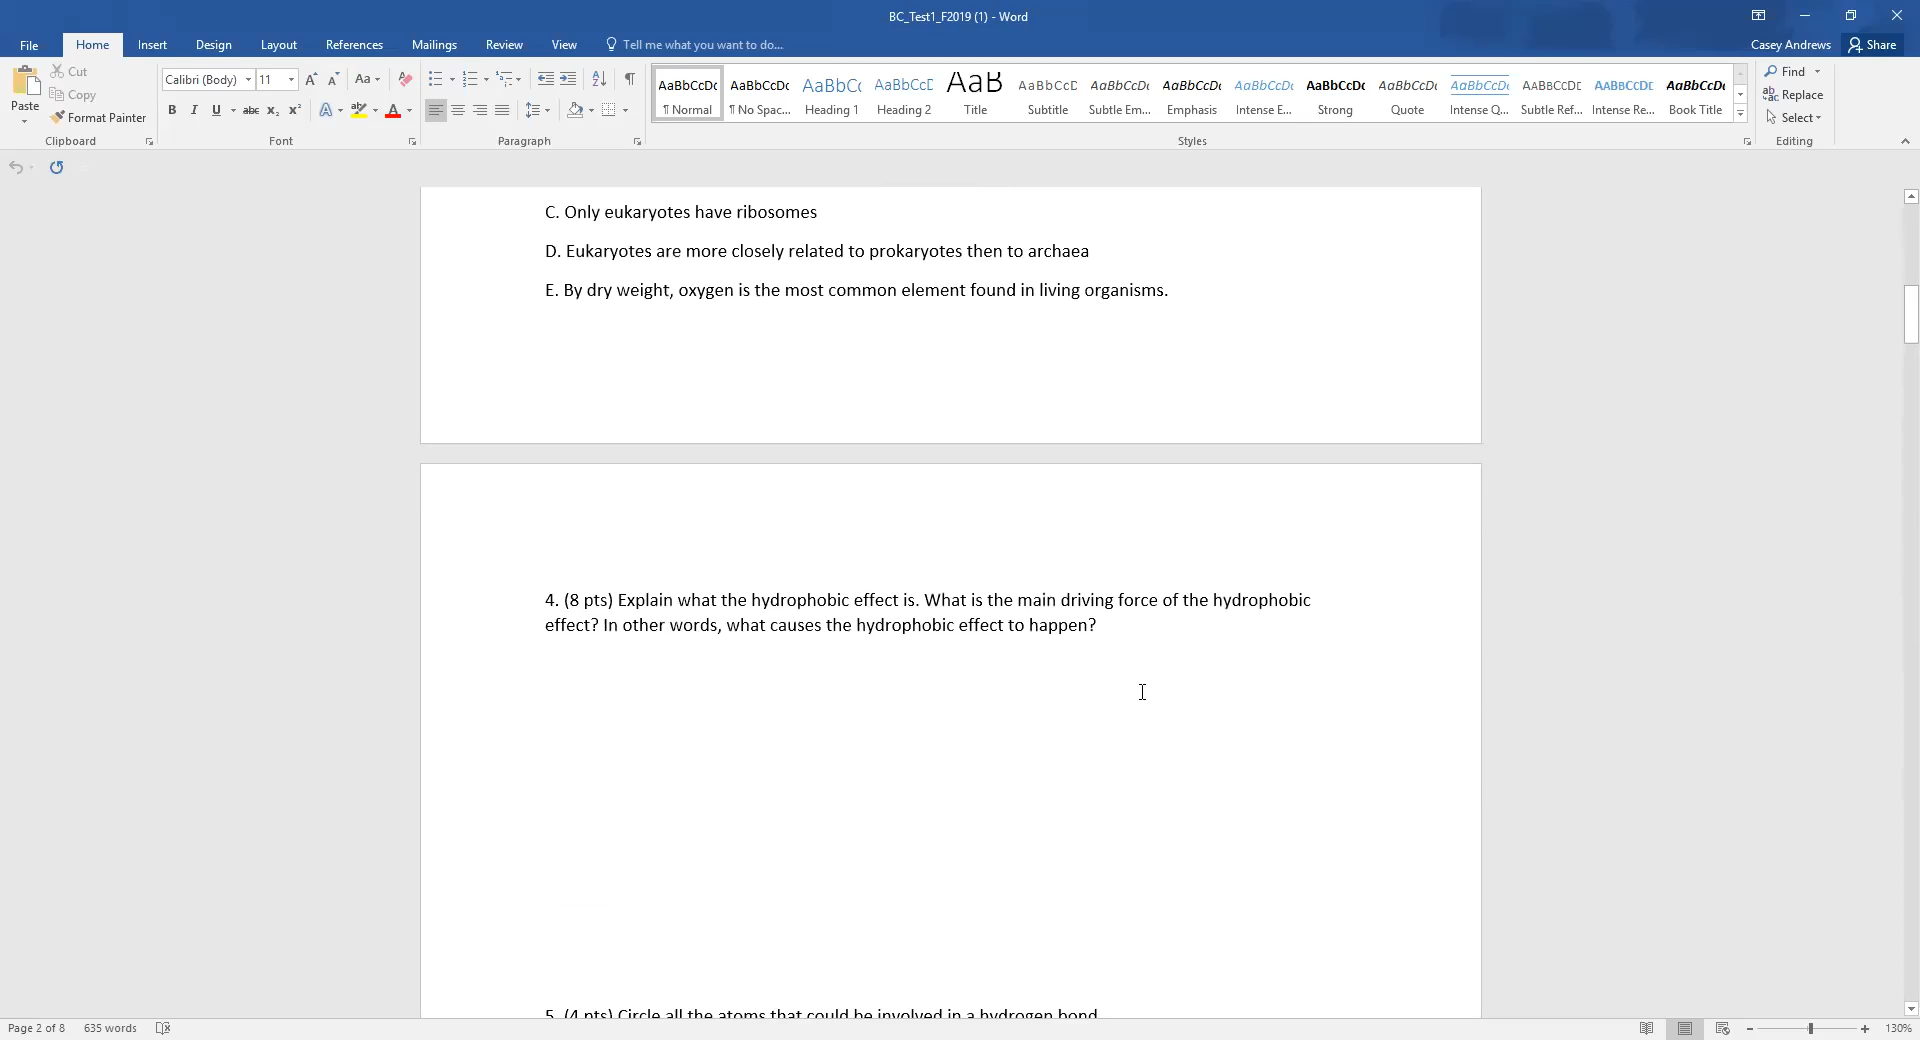 BC_Test1_F2019 (1) - Word
File Home Insert Design Layout References Mailings Review View Tell me what you want to do... Casey Andrews Share
Paste Cut Copy Format Painter
Calibri (Body) 11 Aa
B I U abc X₂ X² A A
AaBbCcDc AaBbCcDc AaBbCc AaBbCcD AaB AaBbCcD AaBbCcDc AaBbCcDc AaBbCcDc AaBbCcDc AaBbCcDc AaBbCcDc AABBCCDC AABBCCDC AaBbCcDc
¶ Normal ¶ No Spac... Heading 1 Heading 2 Title Subtitle Subtle Em... Emphasis Intense E... Strong Quote Intense Q... Subtle Ref... Intense Re... Book Title
Find
Replace
Select
Clipboard Font Paragraph Styles Editing
C. Only eukaryotes have ribosomes
D. Eukaryotes are more closely related to prokaryotes then to archaea
E. By dry weight, oxygen is the most common element found in living organisms.
4. (8 pts) Explain what the hydrophobic effect is. What is the main driving force of the hydrophobic
effect? In other words, what causes the hydrophobic effect to happen?
5. (4 pts) Circle all the atoms that could be involved in a hydrogen bond
Page 2 of 8 635 words 130%